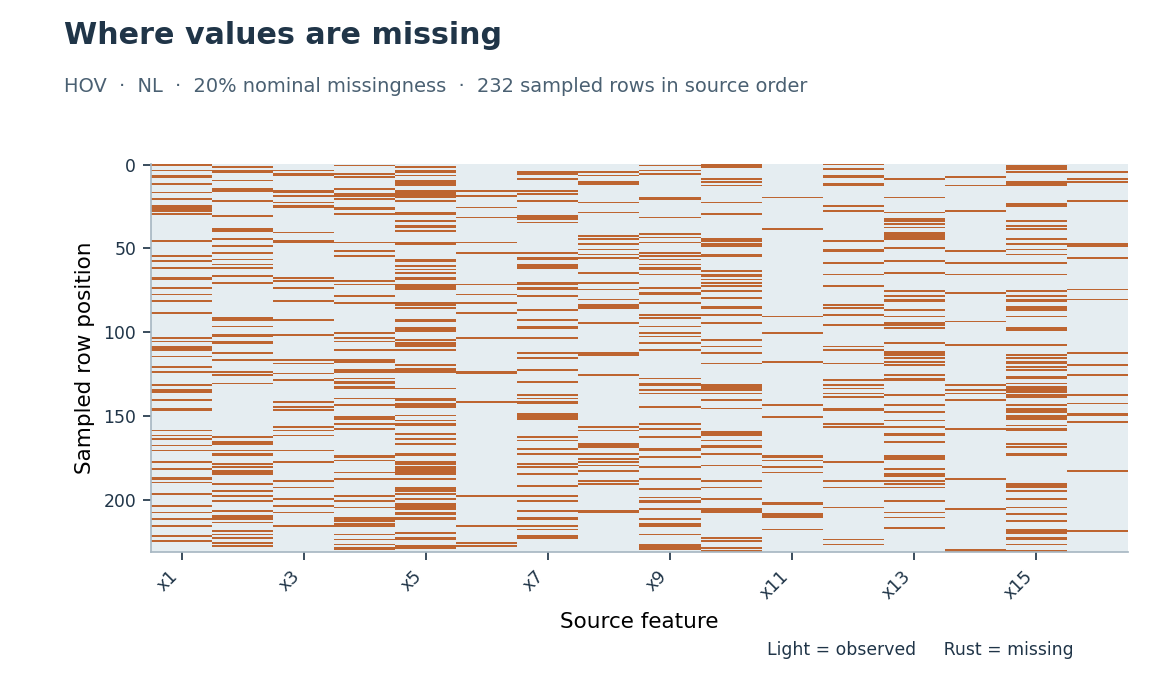 Where values are missing
HOV · NL · 20% nominal missingness · 232 sampled rows in source order
Sampled row position
0
50
100
150
200
x1 x3 x5 x7 x9 x11 x13 x15
Source feature
Light = observed Rust = missing